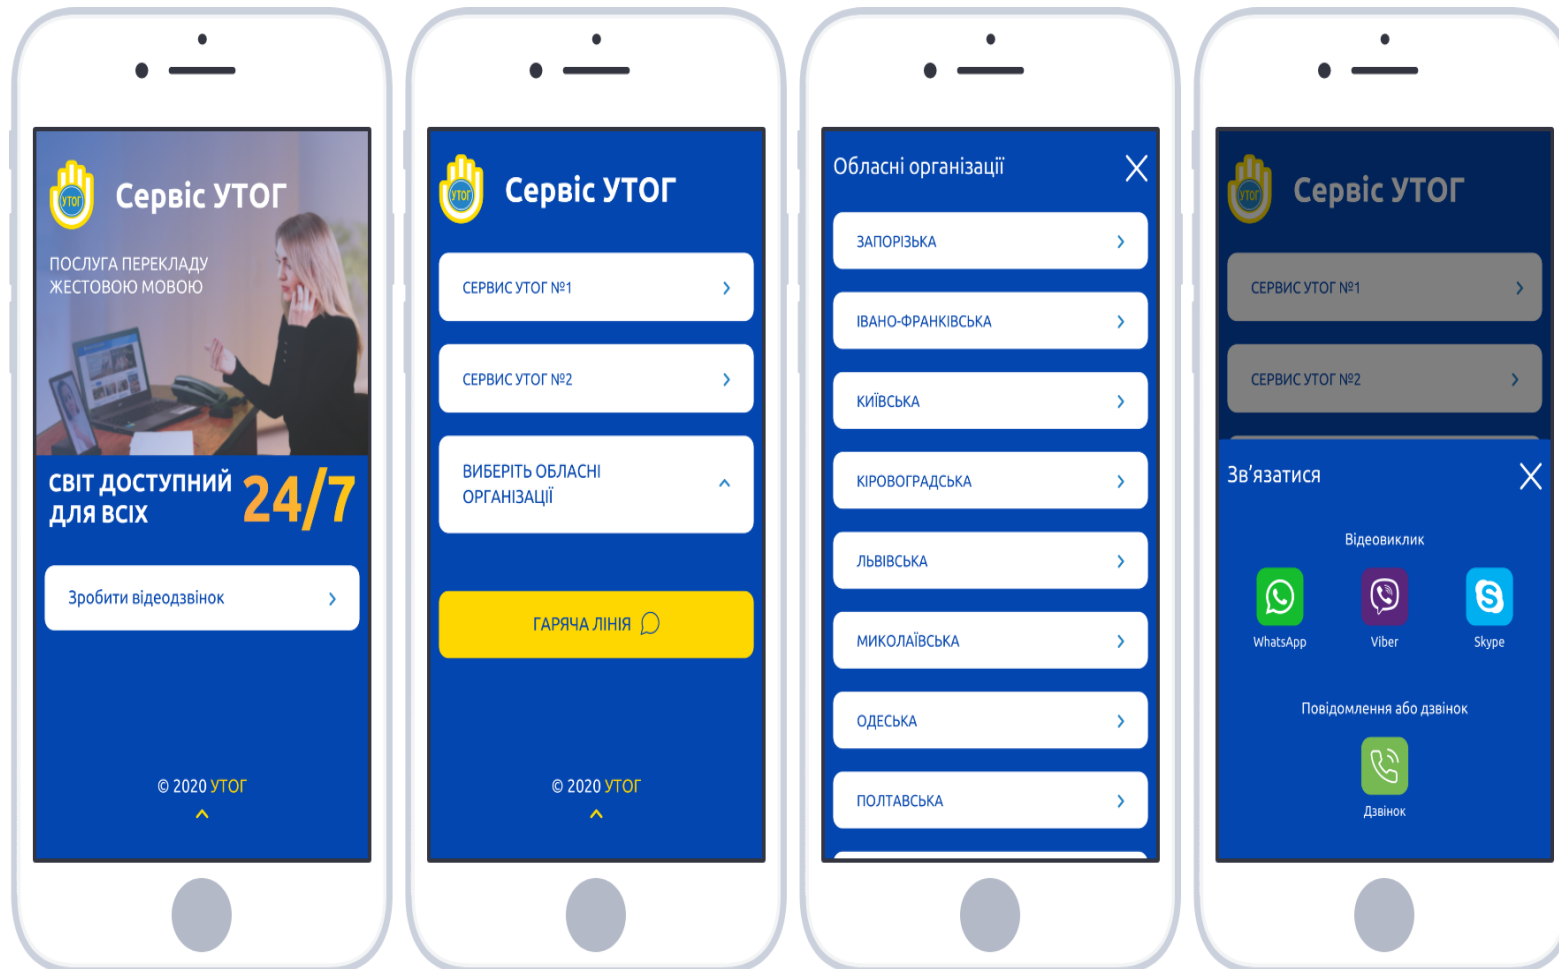 УТОГ
Сервіс УТОГ
ПОСЛУГА ПЕРЕКЛАДУ
ЖЕСТОВОЮ МОВОЮ
СВІТ ДОСТУПНИЙ
ДЛЯ ВСІХ
24/7
Зробити відеодзвінок
© 2020 УТОГ
УТОГ
Сервіс УТОГ
СЕРВИС УТОГ №1
СЕРВИС УТОГ №2
ВИБЕРІТЬ ОБЛАСНІ
ОРГАНІЗАЦІЇ
ГАРЯЧА ЛІНІЯ
© 2020 УТОГ
Обласні організації
ЗАПОРІЗЬКА
ІВАНО-ФРАНКІВСЬКА
КИЇВСЬКА
КІРОВОГРАДСЬКА
ЛЬВІВСЬКА
МИКОЛАЇВСЬКА
ОДЕСЬКА
ПОЛТАВСЬКА
УТОГ
Сервіс УТОГ
СЕРВИС УТОГ №1
СЕРВИС УТОГ №2
Зв’язатися
Відеовиклик
WhatsApp
Viber
Skype
Повідомлення або дзвінок
Дзвінок